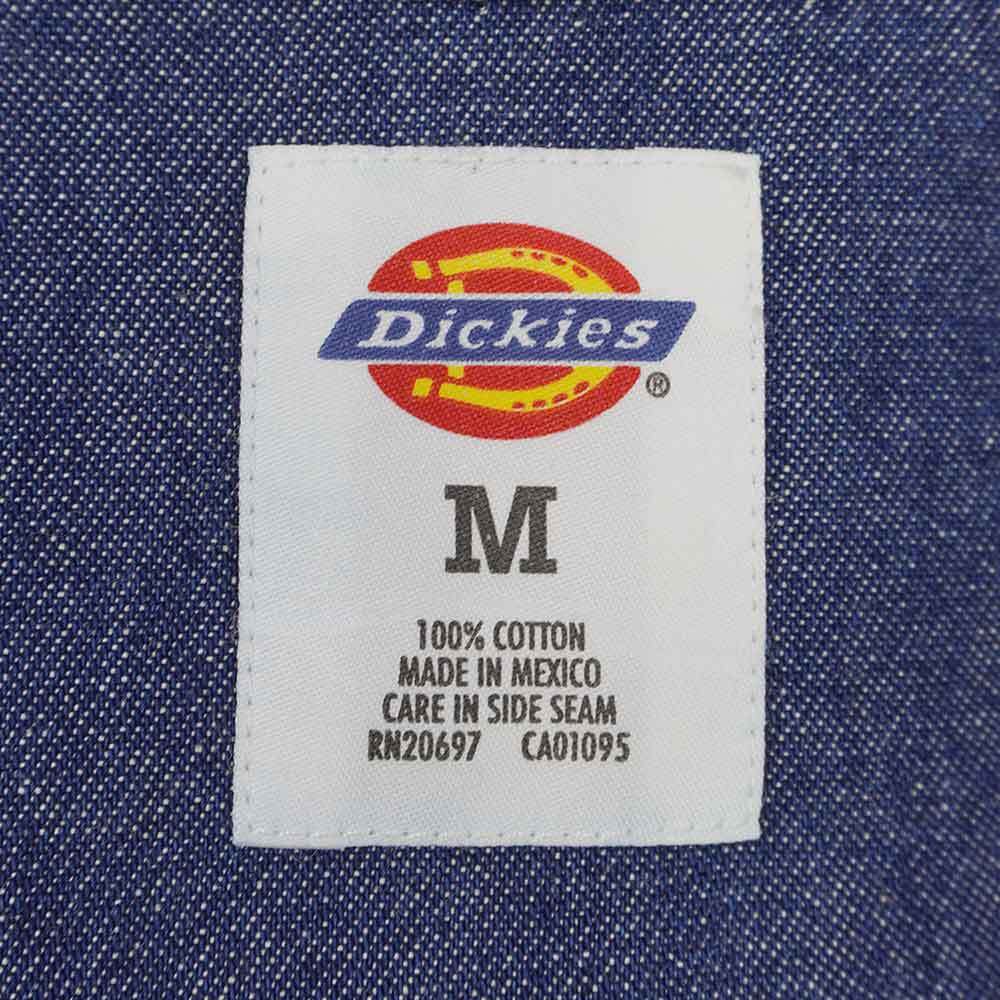 Dickies
®
M
100% COTTON
MADE IN MEXICO
CARE IN SIDE SEAM
RN20697 CA01095